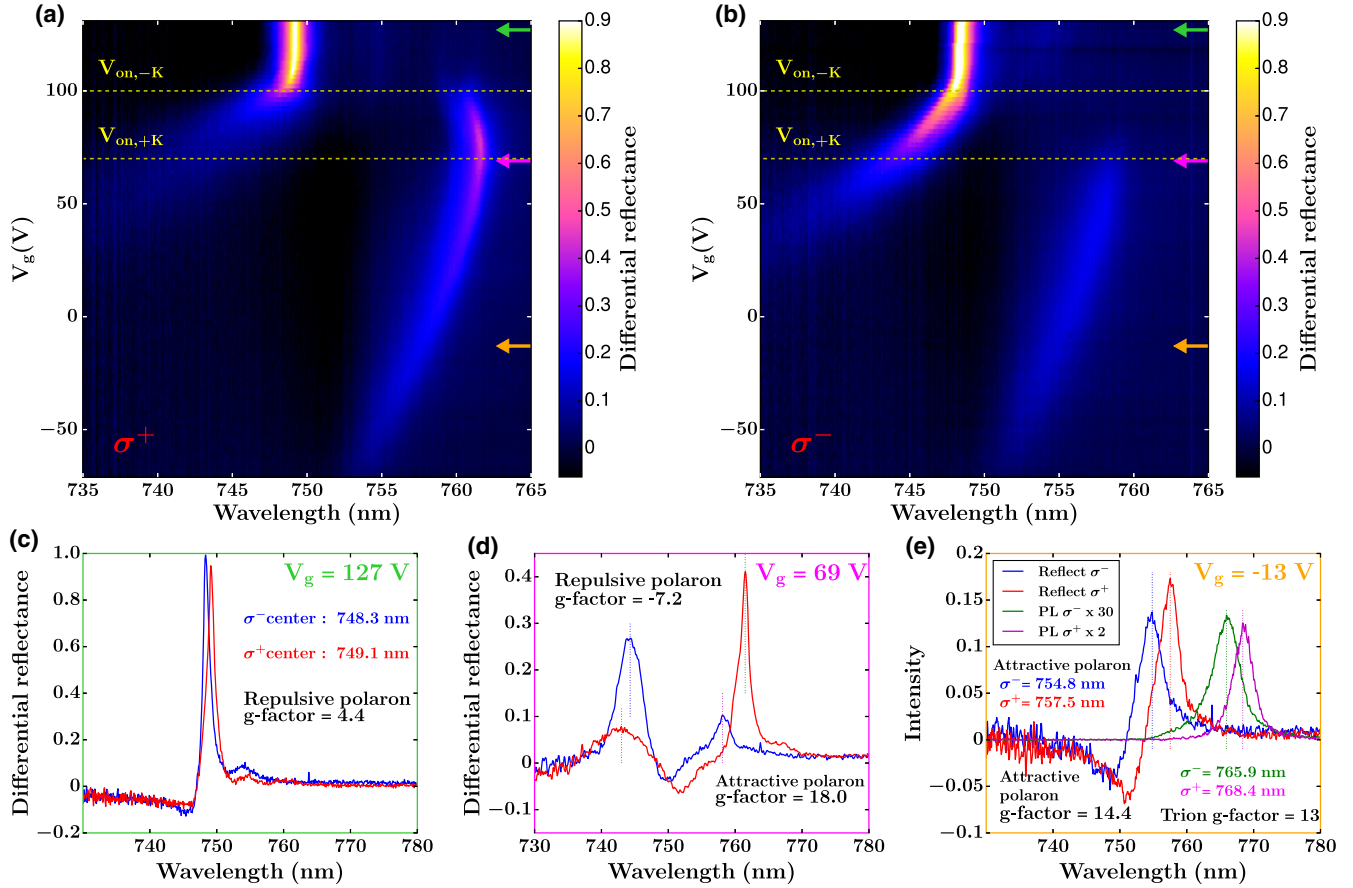 (a)
V_on,−K
V_on,+K
σ⁺
100
50
0
−50
V_g(V)
735 740 745 750 755 760 765
Wavelength (nm)
0.9
0.8
0.7
0.6
0.5
0.4
0.3
0.2
0.1
0
Differential reflectance
(b)
V_on,−K
V_on,+K
σ⁻
100
50
0
−50
V_g(V)
735 740 745 750 755 760 765
Wavelength (nm)
0.9
0.8
0.7
0.6
0.5
0.4
0.3
0.2
0.1
0
Differential reflectance
(c)
V_g = 127 V
σ⁻center : 748.3 nm
σ⁺center : 749.1 nm
Repulsive polaron
g-factor = 4.4
1.0
0.8
0.6
0.4
0.2
0
−0.2
Differential reflectance
730 740 750 760 770 780
Wavelength (nm)
(d)
V_g = 69 V
Repulsive polaron
g-factor = -7.2
Attractive polaron
g-factor = 18.0
0.4
0.3
0.2
0.1
0
−0.1
Differential reflectance
730 740 750 760 770 780
Wavelength (nm)
(e)
V_g = -13 V
Reflect σ⁻
Reflect σ⁺
PL σ⁻ x 30
PL σ⁺ x 2
Attractive polaron
σ⁻= 754.8 nm
σ⁺= 757.5 nm
σ⁻= 765.9 nm
σ⁺= 768.4 nm
Attractive
polaron
g-factor = 14.4
Trion g-factor = 13
0.2
0.15
0.10
0.05
0
−0.05
−0.1
Intensity
740 750 760 770 780
Wavelength (nm)